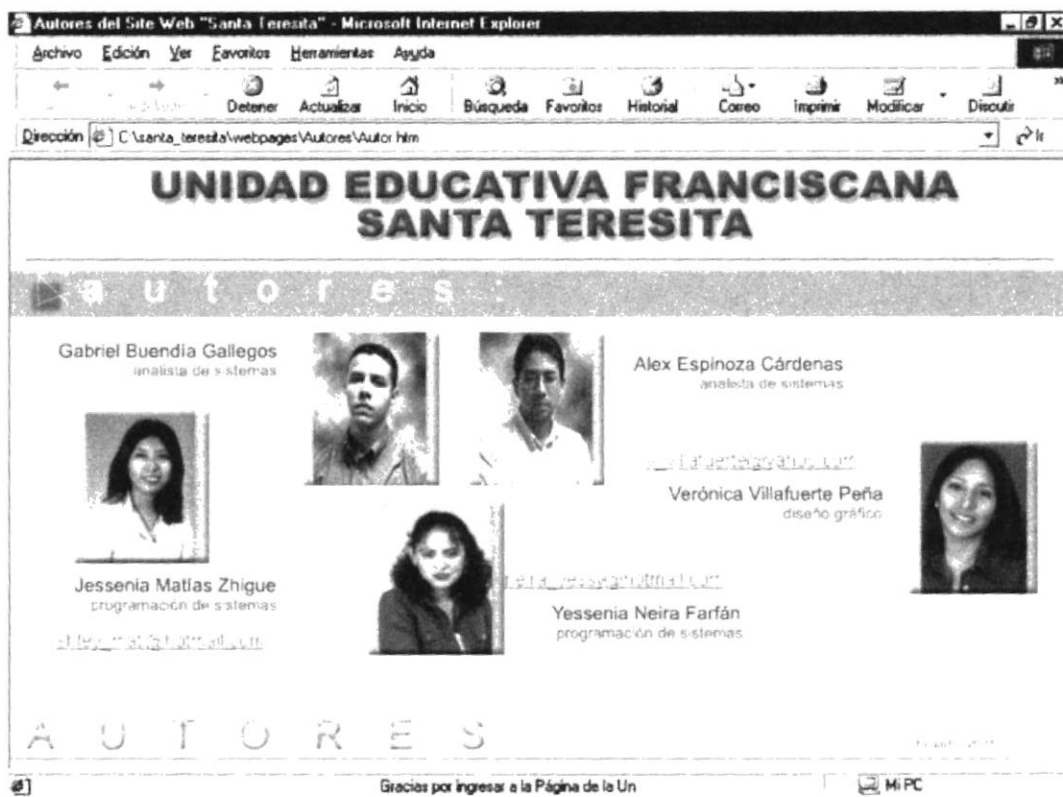 Autores del Site Web "Santa Teresita" - Microsoft Internet Explorer
Archivo Edición Ver Favoritos Herramientas Ayuda
Detener Actualizar Inicio Búsqueda Favoritos Historial Correo Imprimir Modificar Discutir
Dirección C:\santa_teresita\webpages\Autores\Autor.htm Ir
UNIDAD EDUCATIVA FRANCISCANA
SANTA TERESITA
autores:
Gabriel Buendía Gallegos
analista de sistemas
Alex Espinoza Cárdenas
analista de sistemas
Verónica Villafuerte Peña
diseño gráfico
Jessenia Matías Zhigue
programación de sistemas
Yessenia Neira Farfán
programación de sistemas
AUTORES
Gracias por ingresar a la Página de la Un
Mi PC